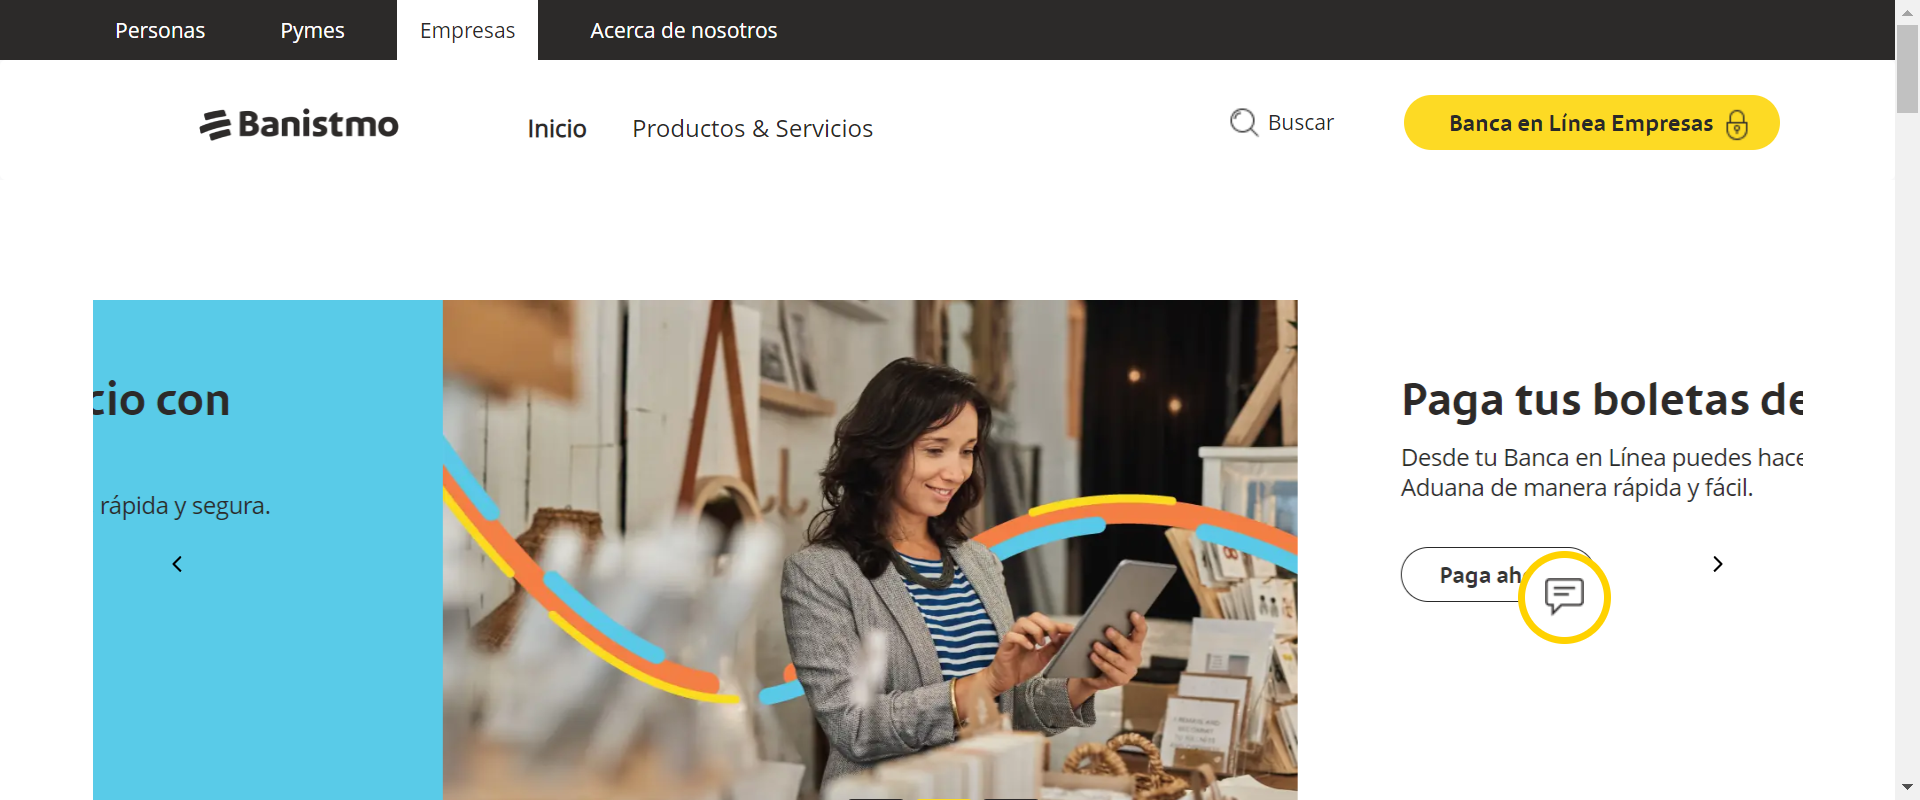 Personas
Pymes
Empresas
Acerca de nosotros
Banistmo
Inicio
Productos & Servicios
Buscar
Banca en Línea Empresas
cio con
rápida y segura.
Paga tus boletas de
Desde tu Banca en Línea puedes hace
Aduana de manera rápida y fácil.
Paga ah